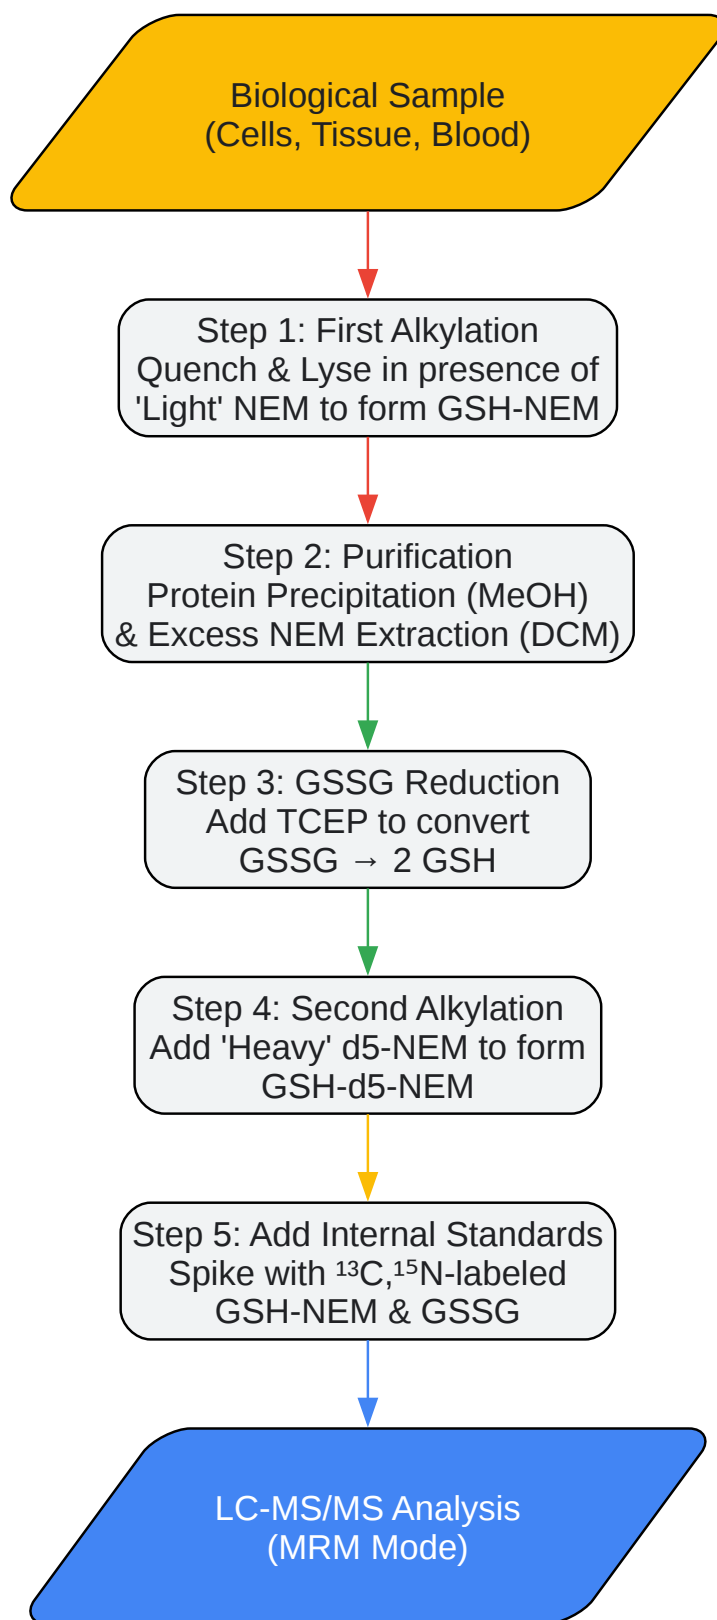 Biological Sample
(Cells, Tissue, Blood)
Step 1: First Alkylation
Quench & Lyse in presence of
'Light' NEM to form GSH-NEM
Step 2: Purification
Protein Precipitation (MeOH)
& Excess NEM Extraction (DCM)
Step 3: GSSG Reduction
Add TCEP to convert
GSSG → 2 GSH
Step 4: Second Alkylation
Add 'Heavy' d5-NEM to form
GSH-d5-NEM
Step 5: Add Internal Standards
Spike with ¹³C,¹⁵N-labeled
GSH-NEM & GSSG
LC-MS/MS Analysis
(MRM Mode)